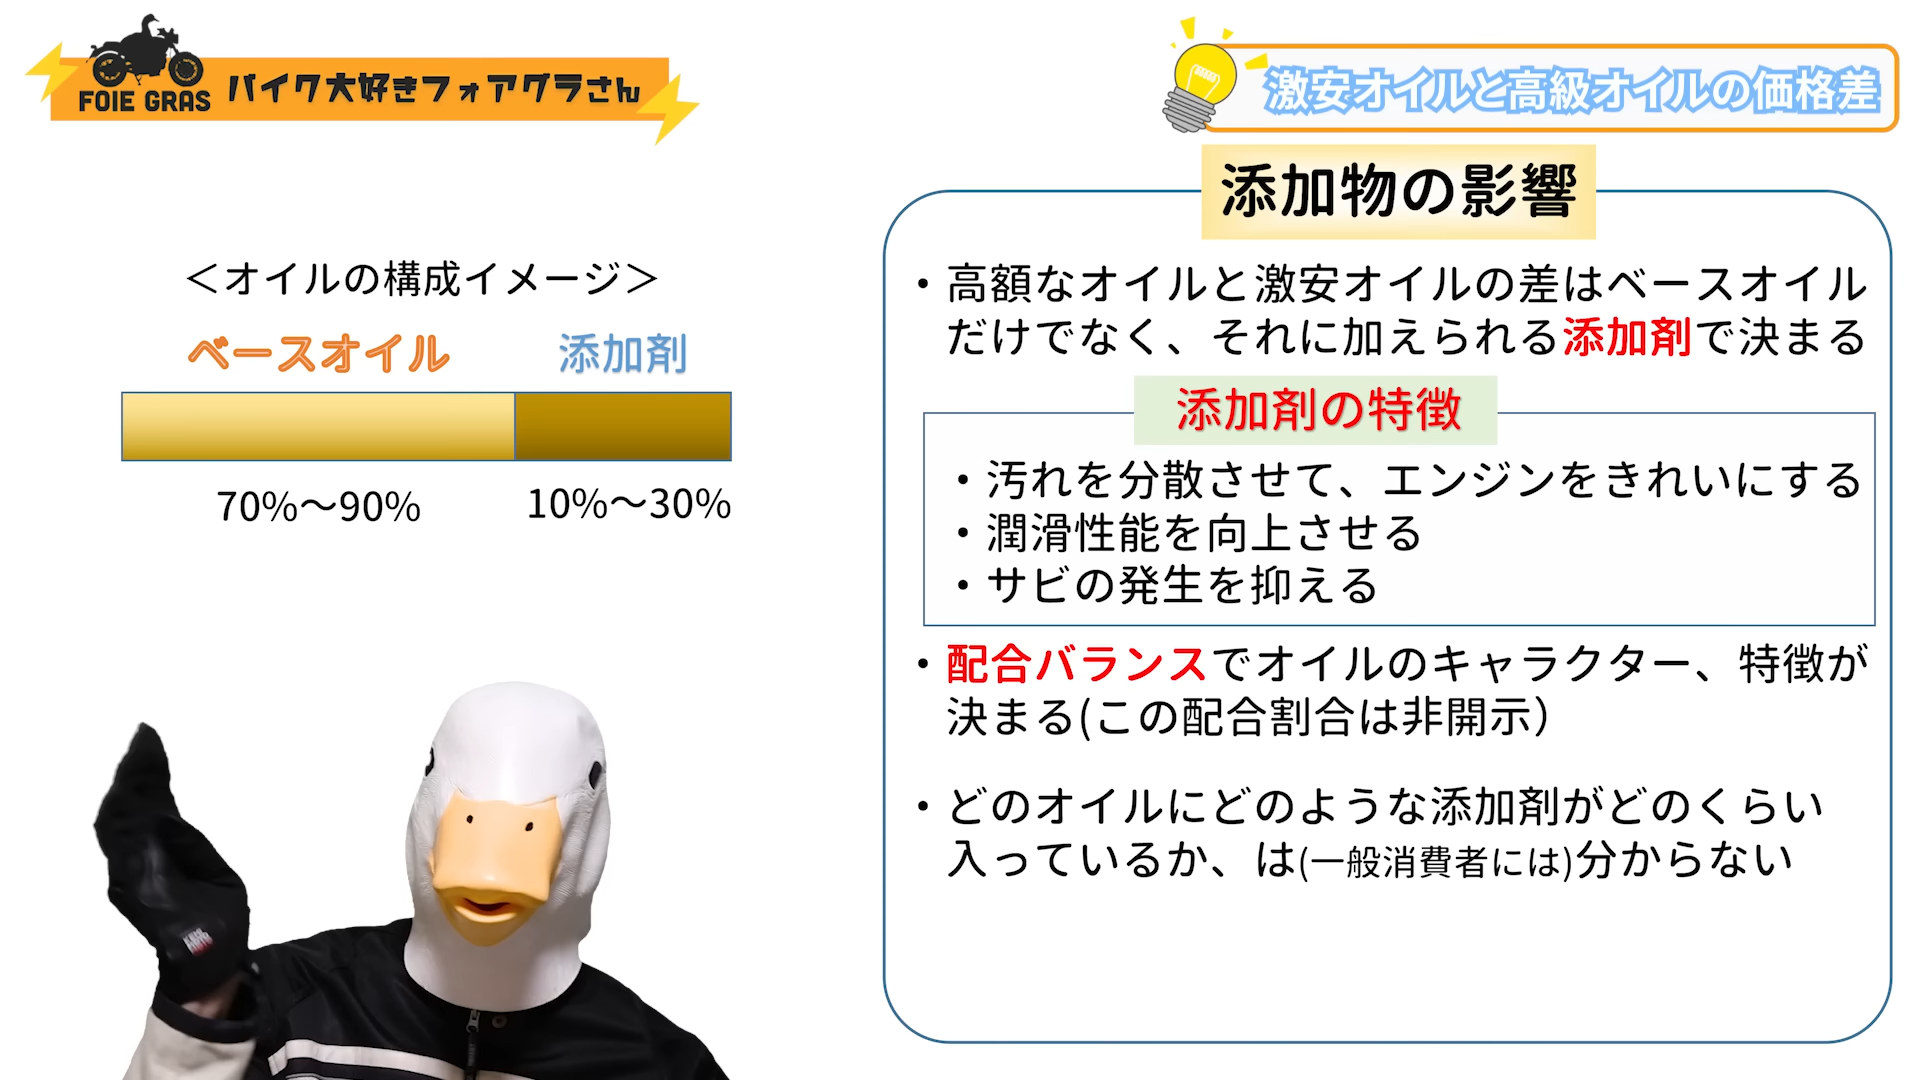 FOIE GRAS
バイク大好きフォアグラさん
激安オイルと高級オイルの価格差
＜オイルの構成イメージ＞
ベースオイル
添加剤
70%～90%
10%～30%
添加物の影響
・高額なオイルと激安オイルの差はベースオイル
だけでなく、それに加えられる添加剤で決まる
添加剤の特徴
・汚れを分散させて、エンジンをきれいにする
・潤滑性能を向上させる
・サビの発生を抑える
・配合バランスでオイルのキャラクター、特徴が
決まる(この配合割合は非開示）
・どのオイルにどのような添加剤がどのくらい
入っているか、は(一般消費者には)分からない